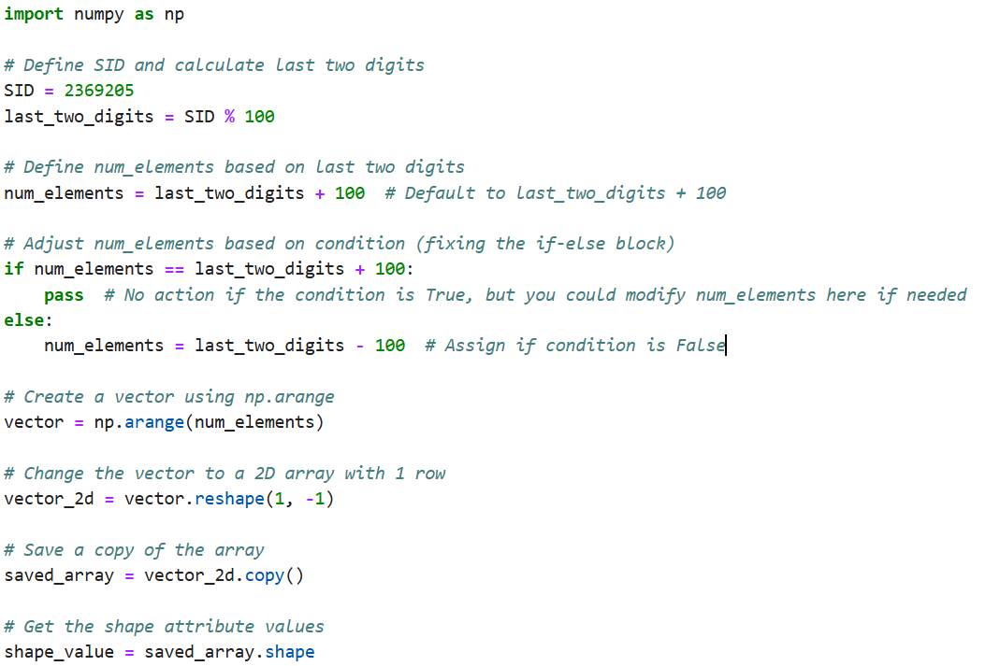 import numpy as np
# Define SID and calculate last two digits
SID = 2369205
last_two_digits = SID % 100
# Define num_elements based on last two digits
num_elements = last_two_digits + 100  # Default to last_two_digits + 100
# Adjust num_elements based on condition (fixing the if-else block)
if num_elements == last_two_digits + 100:
    pass  # No action if the condition is True, but you could modify num_elements here if needed
else:
    num_elements = last_two_digits - 100  # Assign if condition is False
# Create a vector using np.arange
vector = np.arange(num_elements)
# Change the vector to a 2D array with 1 row
vector_2d = vector.reshape(1, -1)
# Save a copy of the array
saved_array = vector_2d.copy()
# Get the shape attribute values
shape_value = saved_array.shape